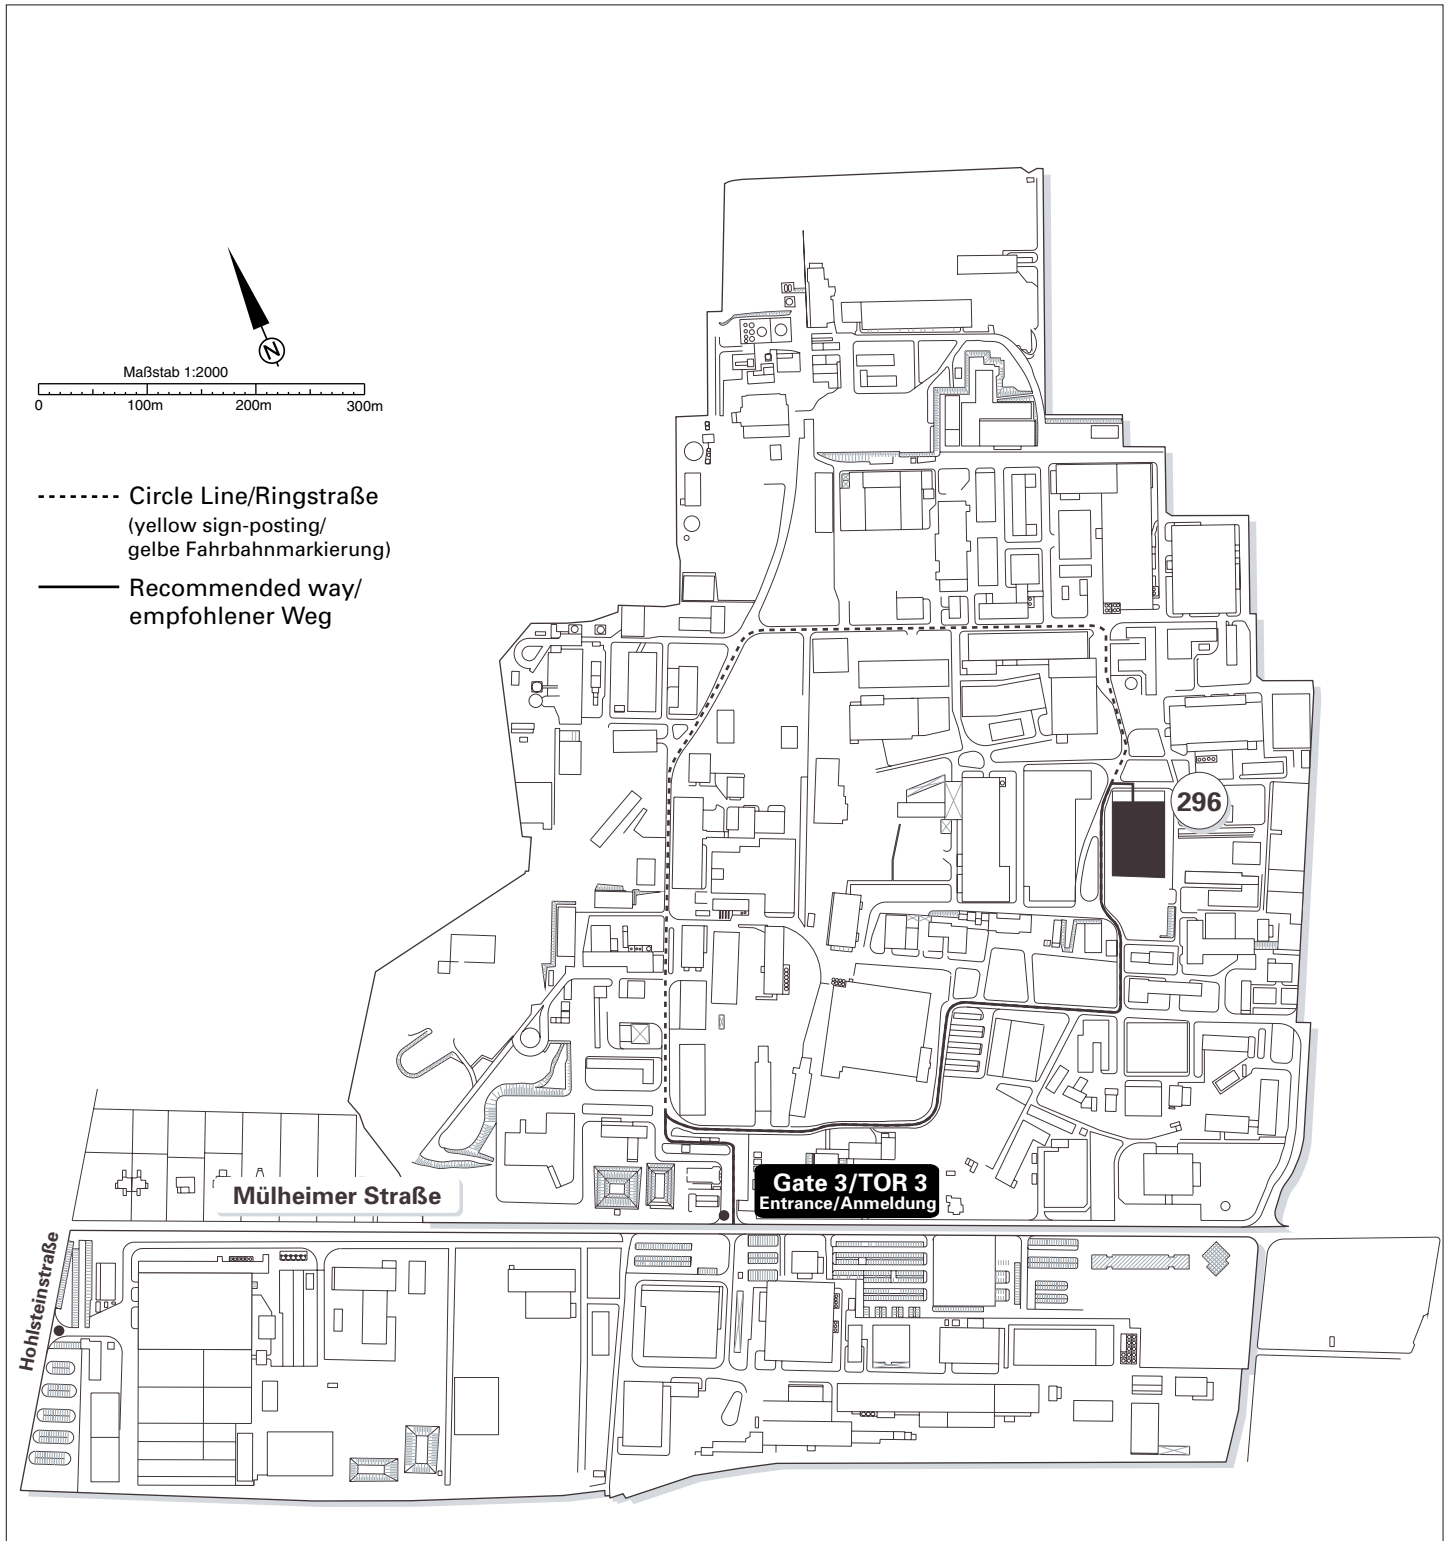 N
Maßstab 1:2000
0 100m 200m 300m
Circle Line/Ringstraße
(yellow sign-posting/
gelbe Fahrbahnmarkierung)
Recommended way/
empfohlener Weg
296
Gate 3/TOR 3
Entrance/Anmeldung
Mülheimer Straße
Hohlsteinstraße